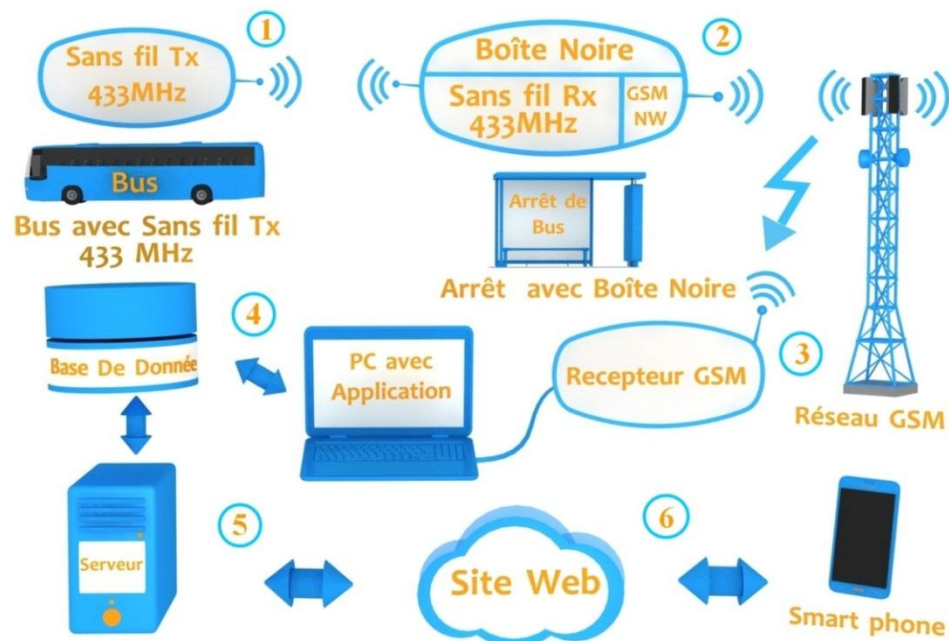 1
Sans fil Tx
433MHz
Bus
Bus avec Sans fil Tx
433 MHz
2
Boîte Noire
Sans fil Rx
433MHz
GSM
NW
Arrêt de
Bus
Arrêt avec Boîte Noire
3
Recepteur GSM
Réseau GSM
4
Base De Donnée
PC avec
Application
5
Serveur
Site Web
6
Smart phone